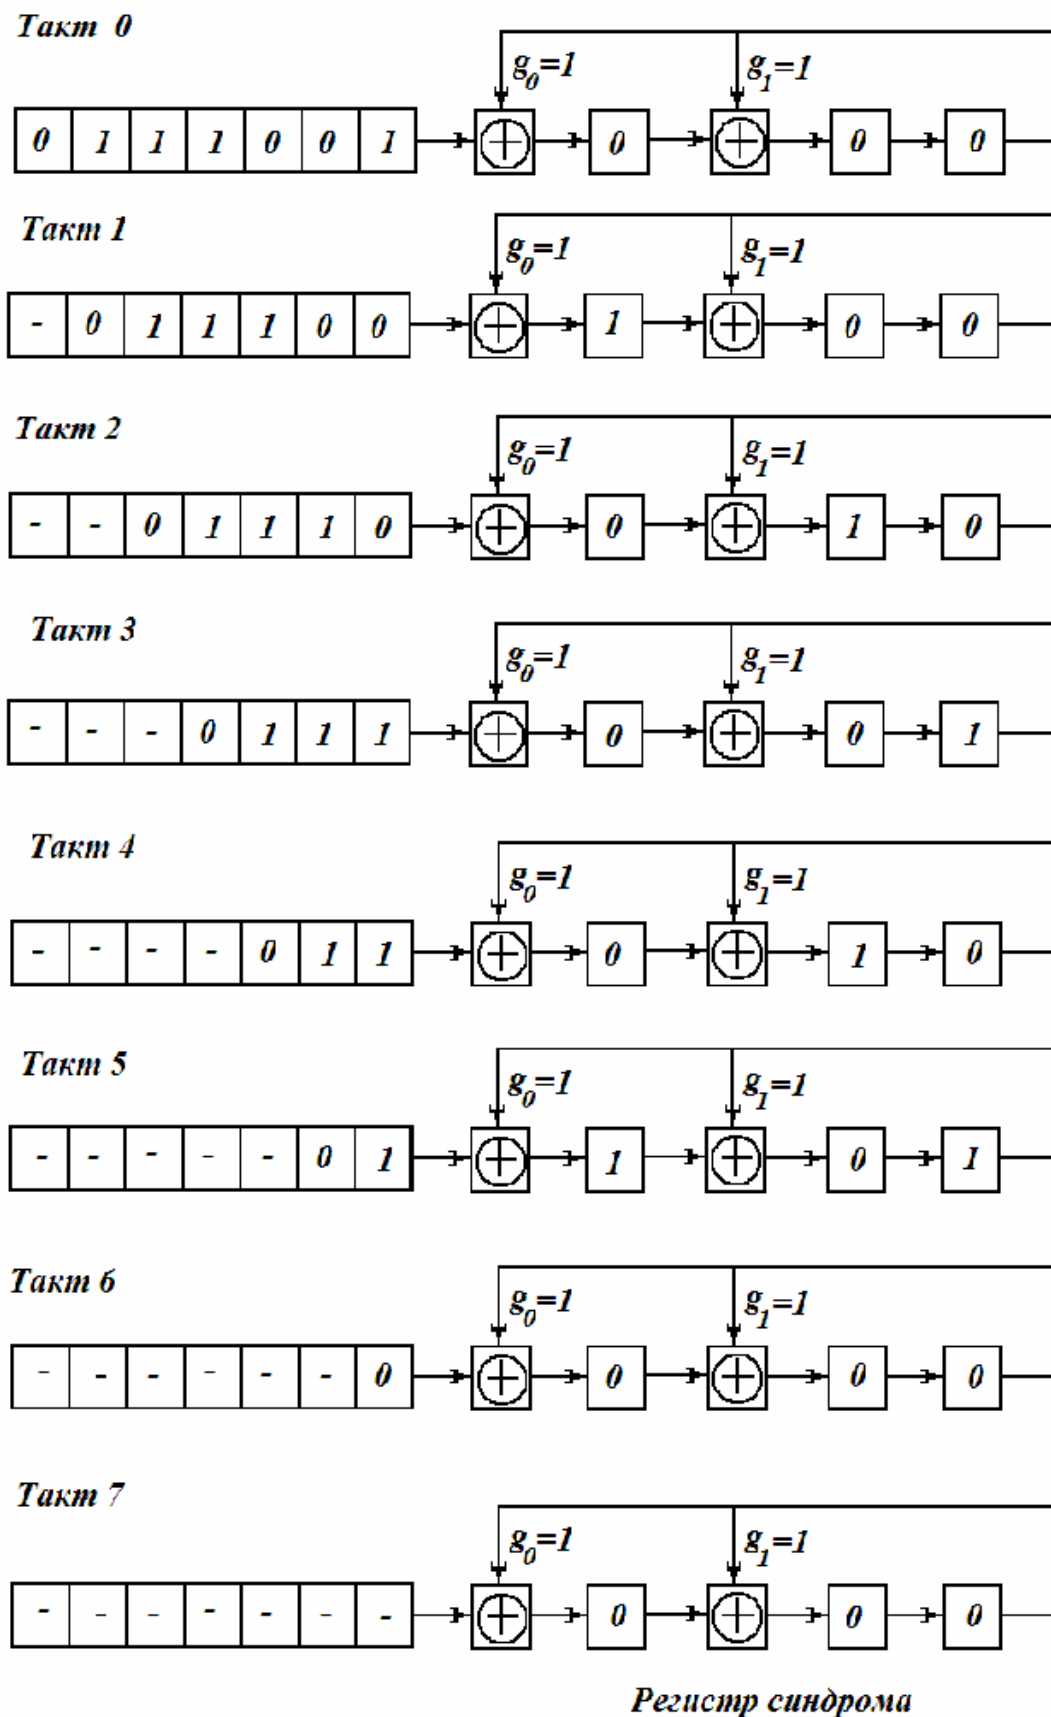 Такт 0
g0=1 g1=1
0 1 1 1 0 0 1 0 0 0
Такт 1
g0=1 g1=1
- 0 1 1 1 0 0 1 0 0
Такт 2
g0=1 g1=1
- - 0 1 1 1 0 0 1 0
Такт 3
g0=1 g1=1
- - - 0 1 1 1 0 0 1
Такт 4
g0=1 g1=1
- - - - 0 1 1 0 1 0
Такт 5
g0=1 g1=1
- - - - - 0 1 1 0 1
Такт 6
g0=1 g1=1
- - - - - - 0 0 0 0
Такт 7
g0=1 g1=1
- - - - - - - 0 0 0
Регистр синдрома